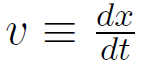 v ≡ dx/dt